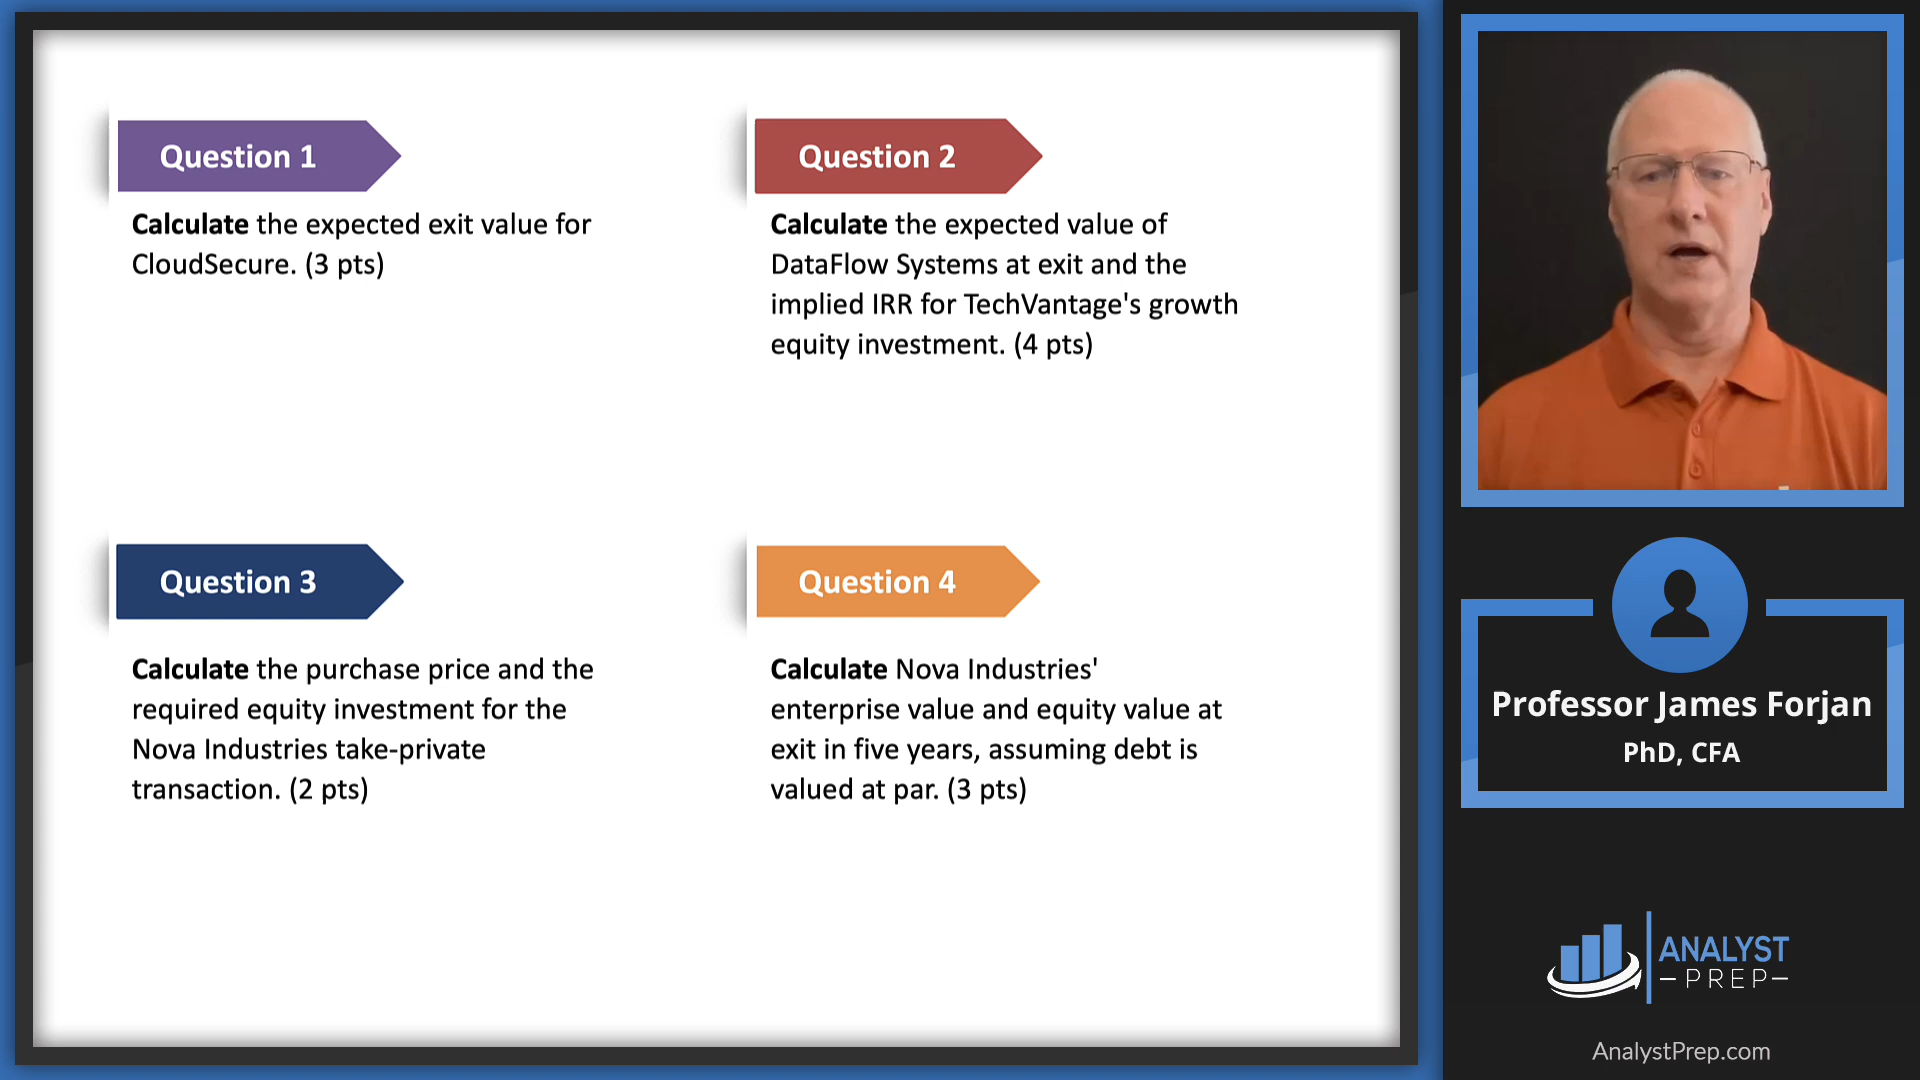 Question 1
Calculate the expected exit value for
CloudSecure. (3 pts)
Question 2
Calculate the expected value of
DataFlow Systems at exit and the
implied IRR for TechVantage's growth
equity investment. (4 pts)
Question 3
Calculate the purchase price and the
required equity investment for the
Nova Industries take-private
transaction. (2 pts)
Question 4
Calculate Nova Industries'
enterprise value and equity value at
exit in five years, assuming debt is
valued at par. (3 pts)
Professor James Forjan
PhD, CFA
ANALYST
PREP
AnalystPrep.com